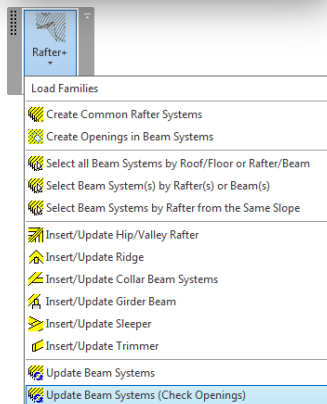 Rafter+
Load Families
Create Common Rafter Systems
Create Openings in Beam Systems
Select all Beam Systems by Roof/Floor or Rafter/Beam
Select Beam System(s) by Rafter(s) or Beam(s)
Select Beam Systems by Rafter from the Same Slope
Insert/Update Hip/Valley Rafter
Insert/Update Ridge
Insert/Update Collar Beam Systems
Insert/Update Girder Beam
Insert/Update Sleeper
Insert/Update Trimmer
Update Beam Systems
Update Beam Systems (Check Openings)